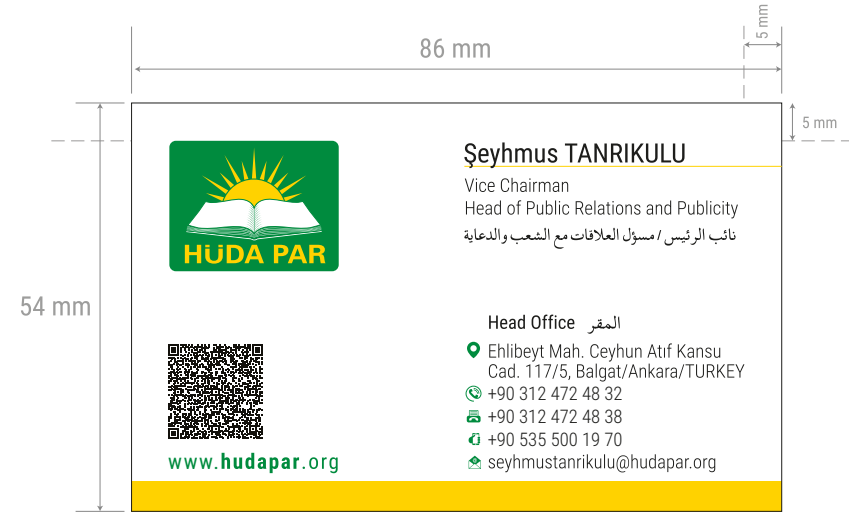 5 mm
86 mm
5 mm
54 mm
HÜDA PAR
Şeyhmus TANRIKULU
Vice Chairman
Head of Public Relations and Publicity
نائب الرئيس / مسؤل العلاقات مع الشعب والدعاية
Head Office المقر
Ehlibeyt Mah. Ceyhun Atıf Kansu
Cad. 117/5, Balgat/Ankara/TURKEY
+90 312 472 48 32
+90 312 472 48 38
+90 535 500 19 70
seyhmustanrikulu@hudapar.org
www.hudapar.org